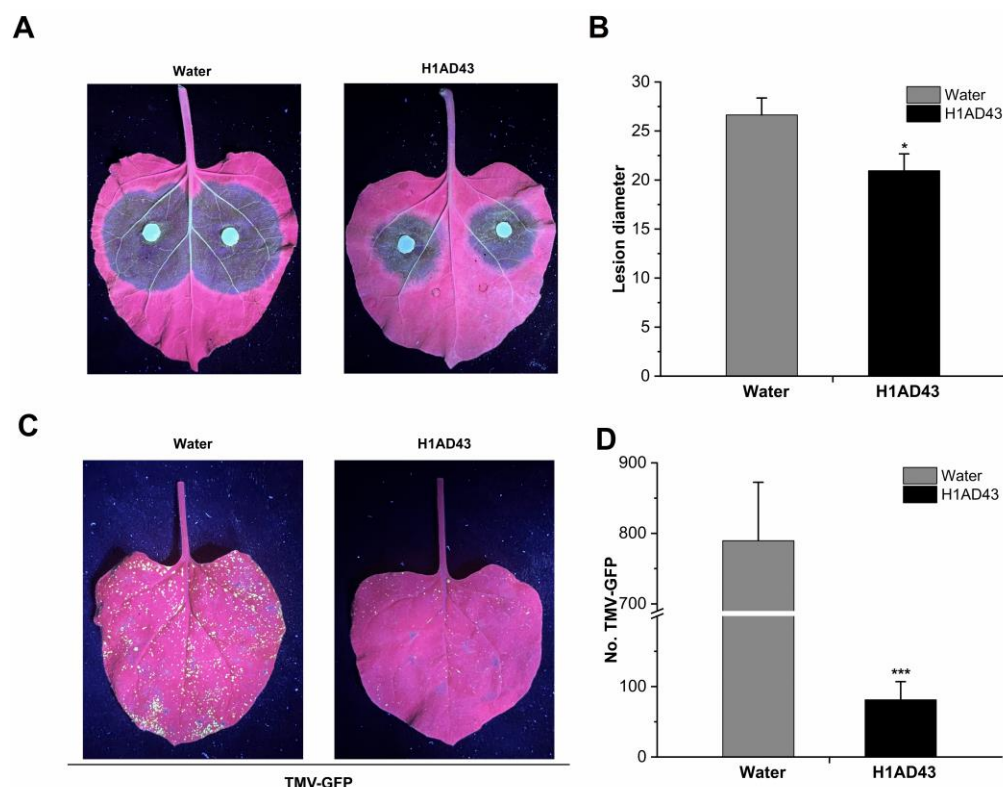 A
Water
H1AD43
B
Lesion diameter
30
25
20
15
10
5
0
Water
H1AD43
*
Water
H1AD43
C
Water
H1AD43
TMV-GFP
D
No. TMV-GFP
900
800
700
100
0
Water
H1AD43
***
Water
H1AD43